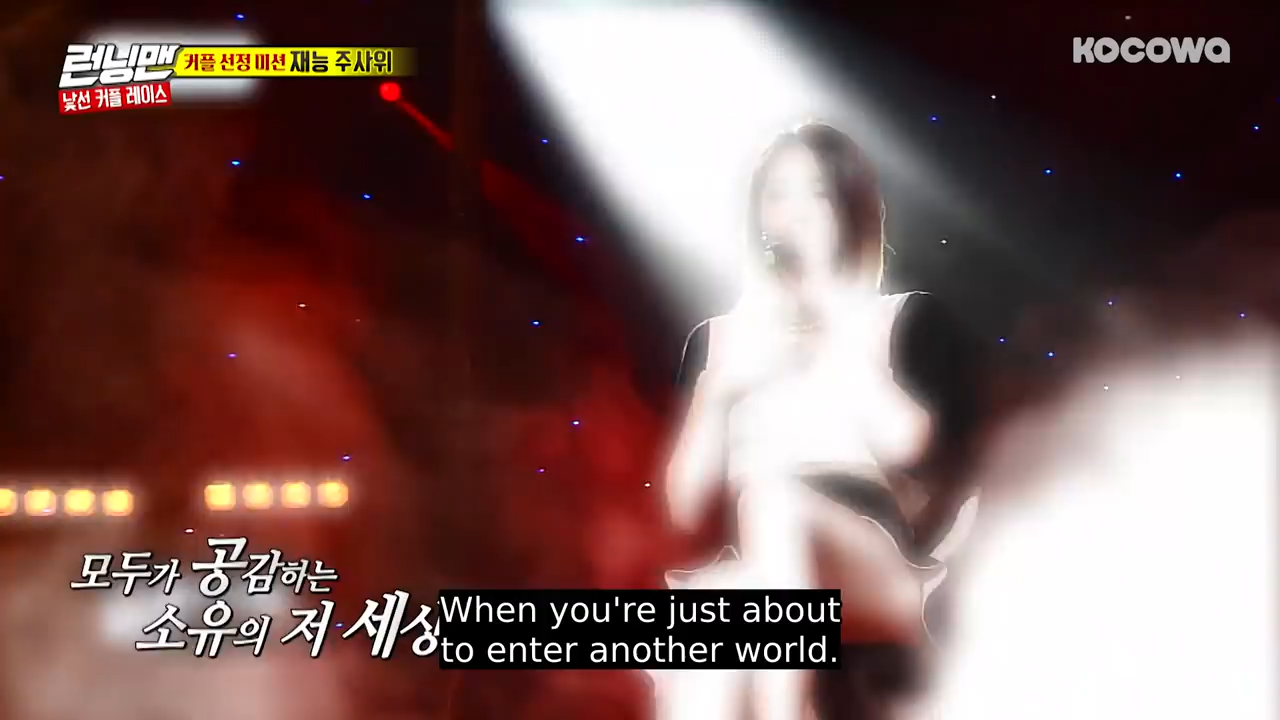 런닝맨
커플 선정 미션 재능 주사위
낯선 커플 레이스
KOCOWA
모두가 공감하는
소유의 저 세상
When you're just about
to enter another world.